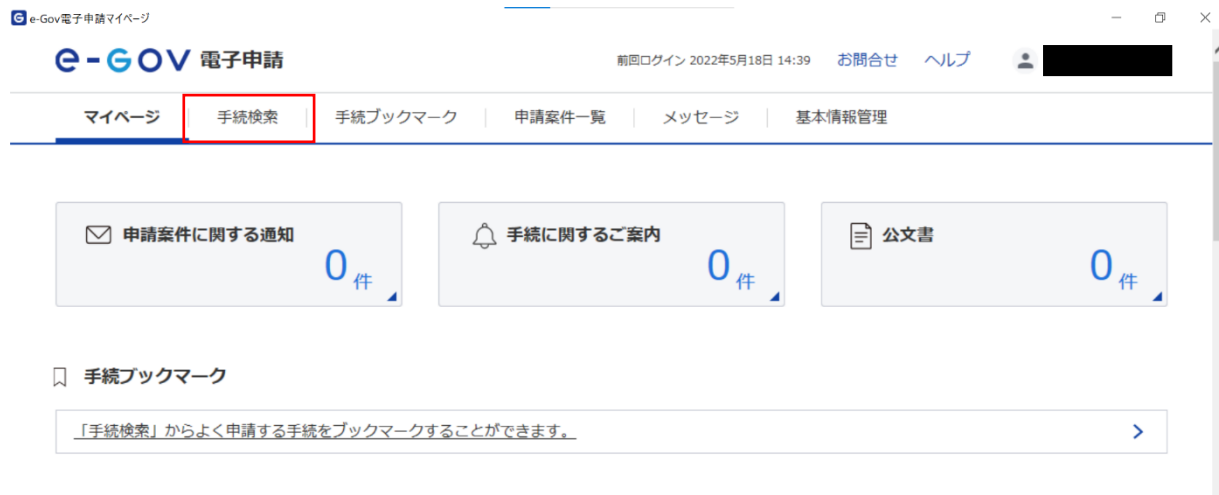 e-Gov電子申請マイページ
e-GOV 電子申請
前回ログイン 2022年5月18日 14:39 お問合せ ヘルプ
マイページ 手続検索 手続ブックマーク 申請案件一覧 メッセージ 基本情報管理
申請案件に関する通知 0 件
手続に関するご案内 0 件
公文書 0 件
手続ブックマーク
「手続検索」からよく申請する手続をブックマークすることができます。